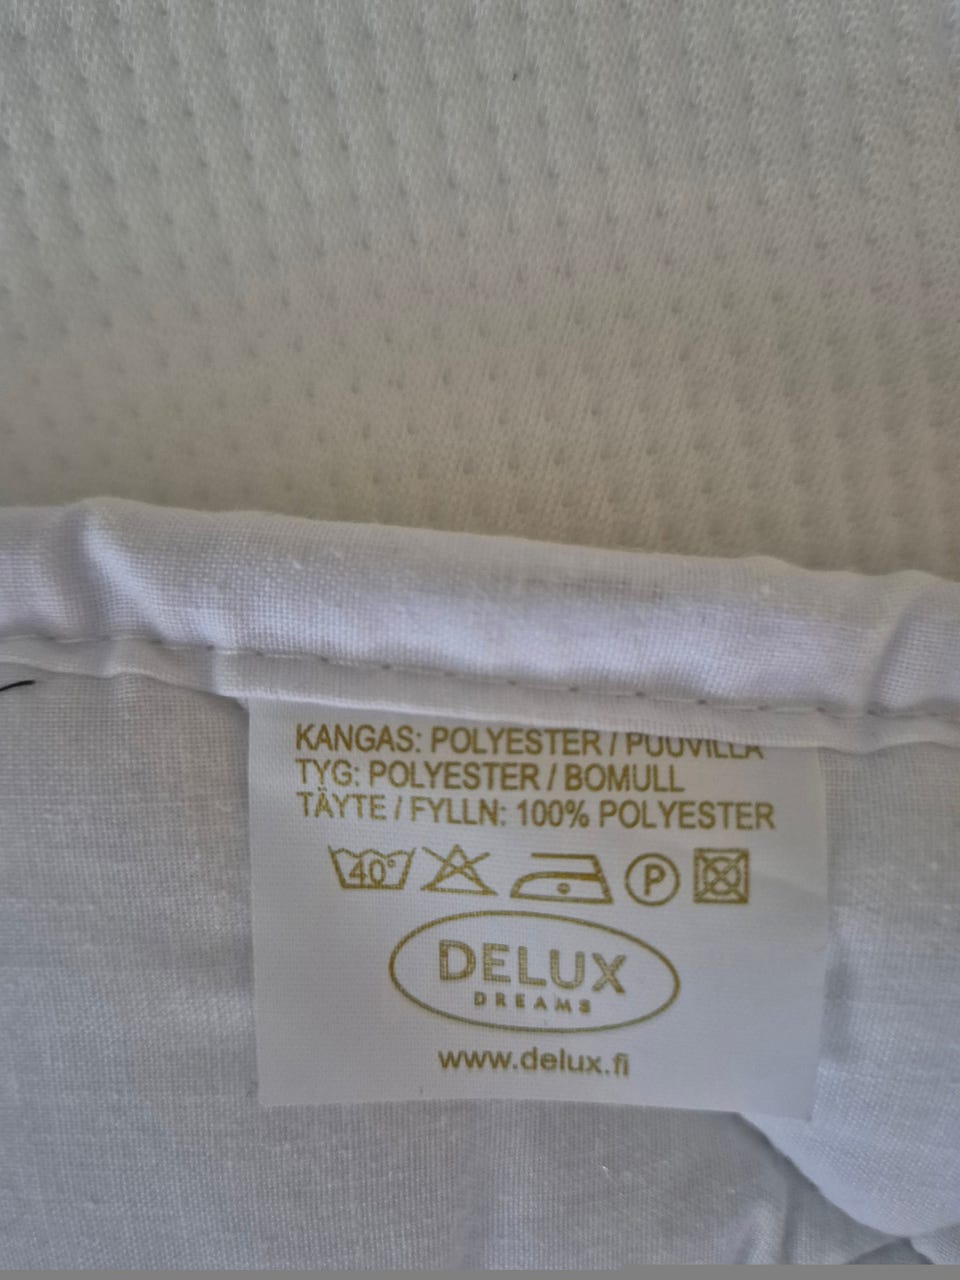 KANGAS: POLYESTER / PUUVILLA
TYG: POLYESTER / BOMULL
TÄYTE / FYLLN: 100% POLYESTER
40° P
DELUX
DREAMS
www.delux.fi